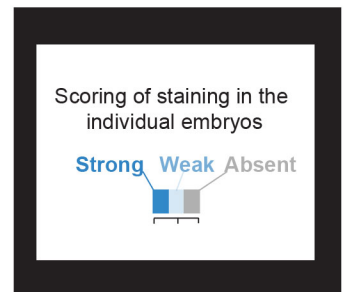 Scoring of staining in the
individual embryos
Strong Weak Absent